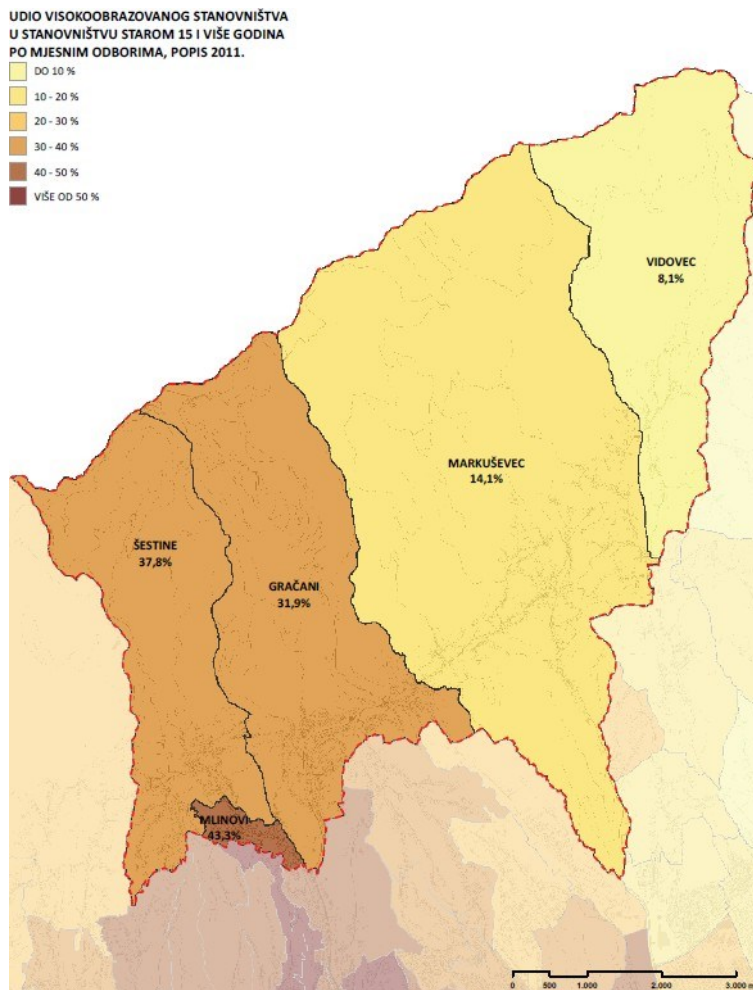 UDIO VISOKOOBRAZOVANOG STANOVNIŠTVA
U STANOVNIŠTVU STAROM 15 I VIŠE GODINA
PO MJESNIM ODBORIMA, POPIS 2011.
DO 10 %
10 - 20 %
20 - 30 %
30 - 40 %
40 - 50 %
VIŠE OD 50 %
VIDOVEC
8,1%
MARKUŠEVEC
14,1%
ŠESTINE
37,8%
GRAČANI
31,9%
MLINOVI
43,3%
0 500 1.000 2.000 3.000